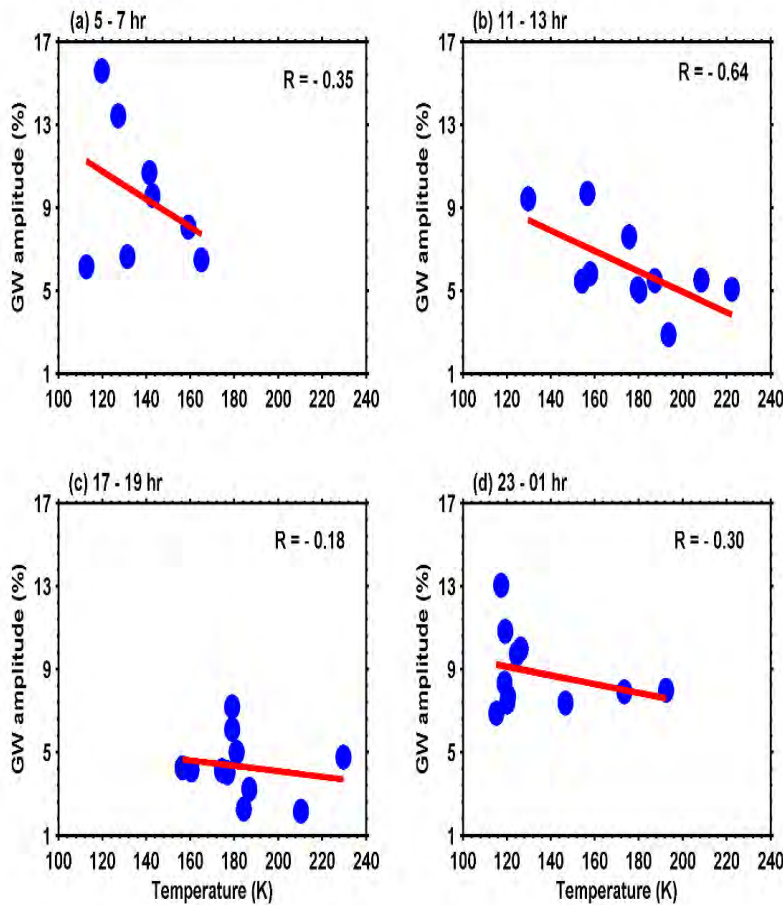 (a) 5 - 7 hr
R = - 0.35
GW amplitude (%)
17
13
9
5
1
100 120 140 160 180 200 220 240
(b) 11 - 13 hr
R = - 0.64
GW amplitude (%)
17
13
9
5
1
100 120 140 160 180 200 220 240
(c) 17 - 19 hr
R = - 0.18
GW amplitude (%)
17
13
9
5
1
100 120 140 160 180 200 220 240
Temperature (K)
(d) 23 - 01 hr
R = - 0.30
GW amplitude (%)
17
13
9
5
1
100 120 140 160 180 200 220 240
Temperature (K)